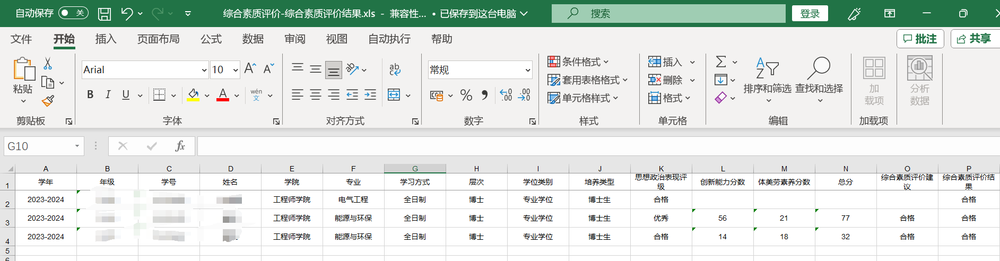 自动保存 关 综合素质评价-综合素质评价结果.xls - 兼容性... • 已保存到这台电脑 搜索 登录
文件 开始 插入 页面布局 公式 数据 审阅 视图 自动执行 帮助 批注 共享
粘贴 Arial 10 ab c 常规 条件格式 套用表格格式 单元格样式 插入 删除 格式 排序和筛选 查找和选择 加载项 分析数据
B I U A wén 文 % .00
剪贴板 字体 对齐方式 数字 样式 单元格 编辑 加载项
G10 fx
A B C D E F G H I J K L M N O P
1 学年 年级 学号 姓名 学院 专业 学习方式 层次 学位类别 培养类型 思想政治表现评级 创新能力分数 体美劳素养分数 总分 综合素质评价建议 综合素质评价结果
2 2023-2024 工程师学院 电气工程 全日制 博士 专业学位 博士生 合格 合格
3 2023-2024 工程师学院 能源与环保 全日制 博士 专业学位 博士生 优秀 56 21 77 合格 合格
4 2023-2024 工程师学院 能源与环保 全日制 博士 专业学位 博士生 合格 14 18 32 合格 合格
5
6